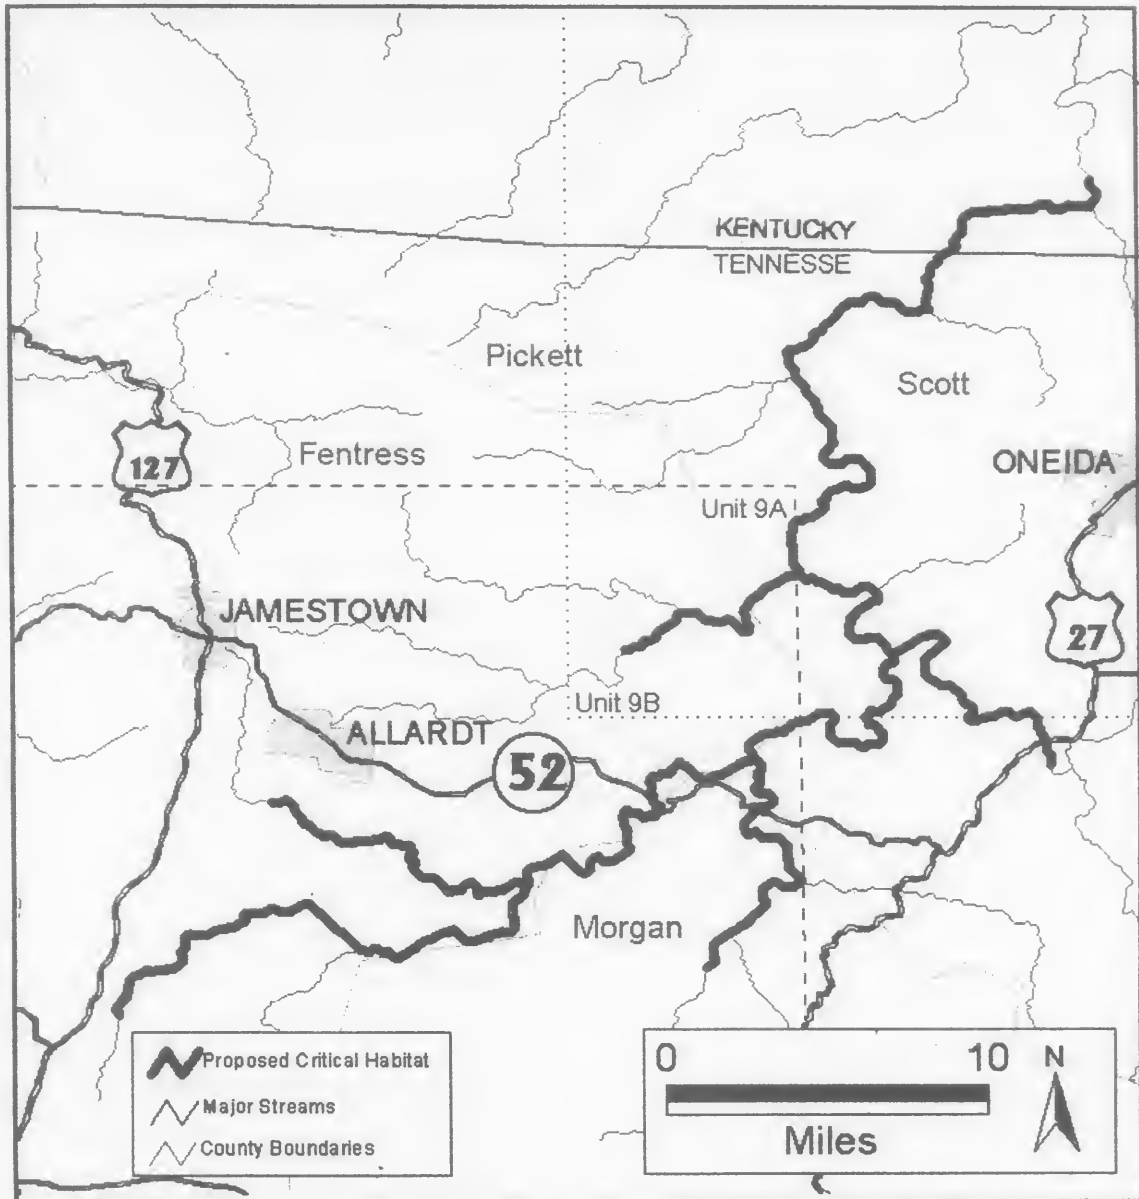 KENTUCKY
TENNESSE
Pickett
Scott
Fentress
ONEIDA
127
Unit 9A
JAMESTOWN
27
Unit 9B
ALLARDT
52
Morgan
Proposed Critical Habitat
Major Streams
County Boundaries
0 10
N
Miles